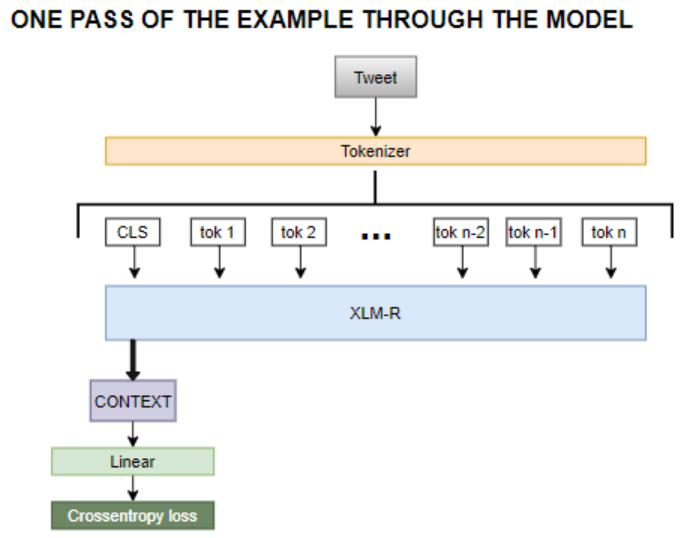 ONE PASS OF THE EXAMPLE THROUGH THE MODEL
Tweet
Tokenizer
CLS tok 1 tok 2 ... tok n-2 tok n-1 tok n
XLM-R
CONTEXT
Linear
Crossentropy loss